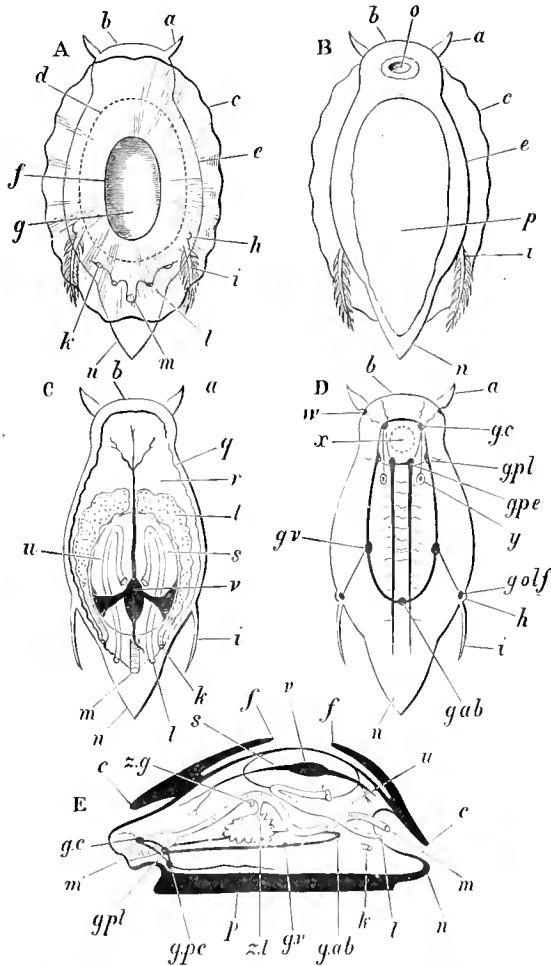 b a b o a
A B
d c c
f e e
g p
h
i ı
k l
m
n n
C b a D b a
w g.c
q x
r g.pl
l g.pe
u s y
v g.v
g.olf
h
i i
k
m
n l n g.ab
f v f
s
z.g u
c
E c
g.c
m m
n
g.pl g.pe p z.l g.v g.ab k l